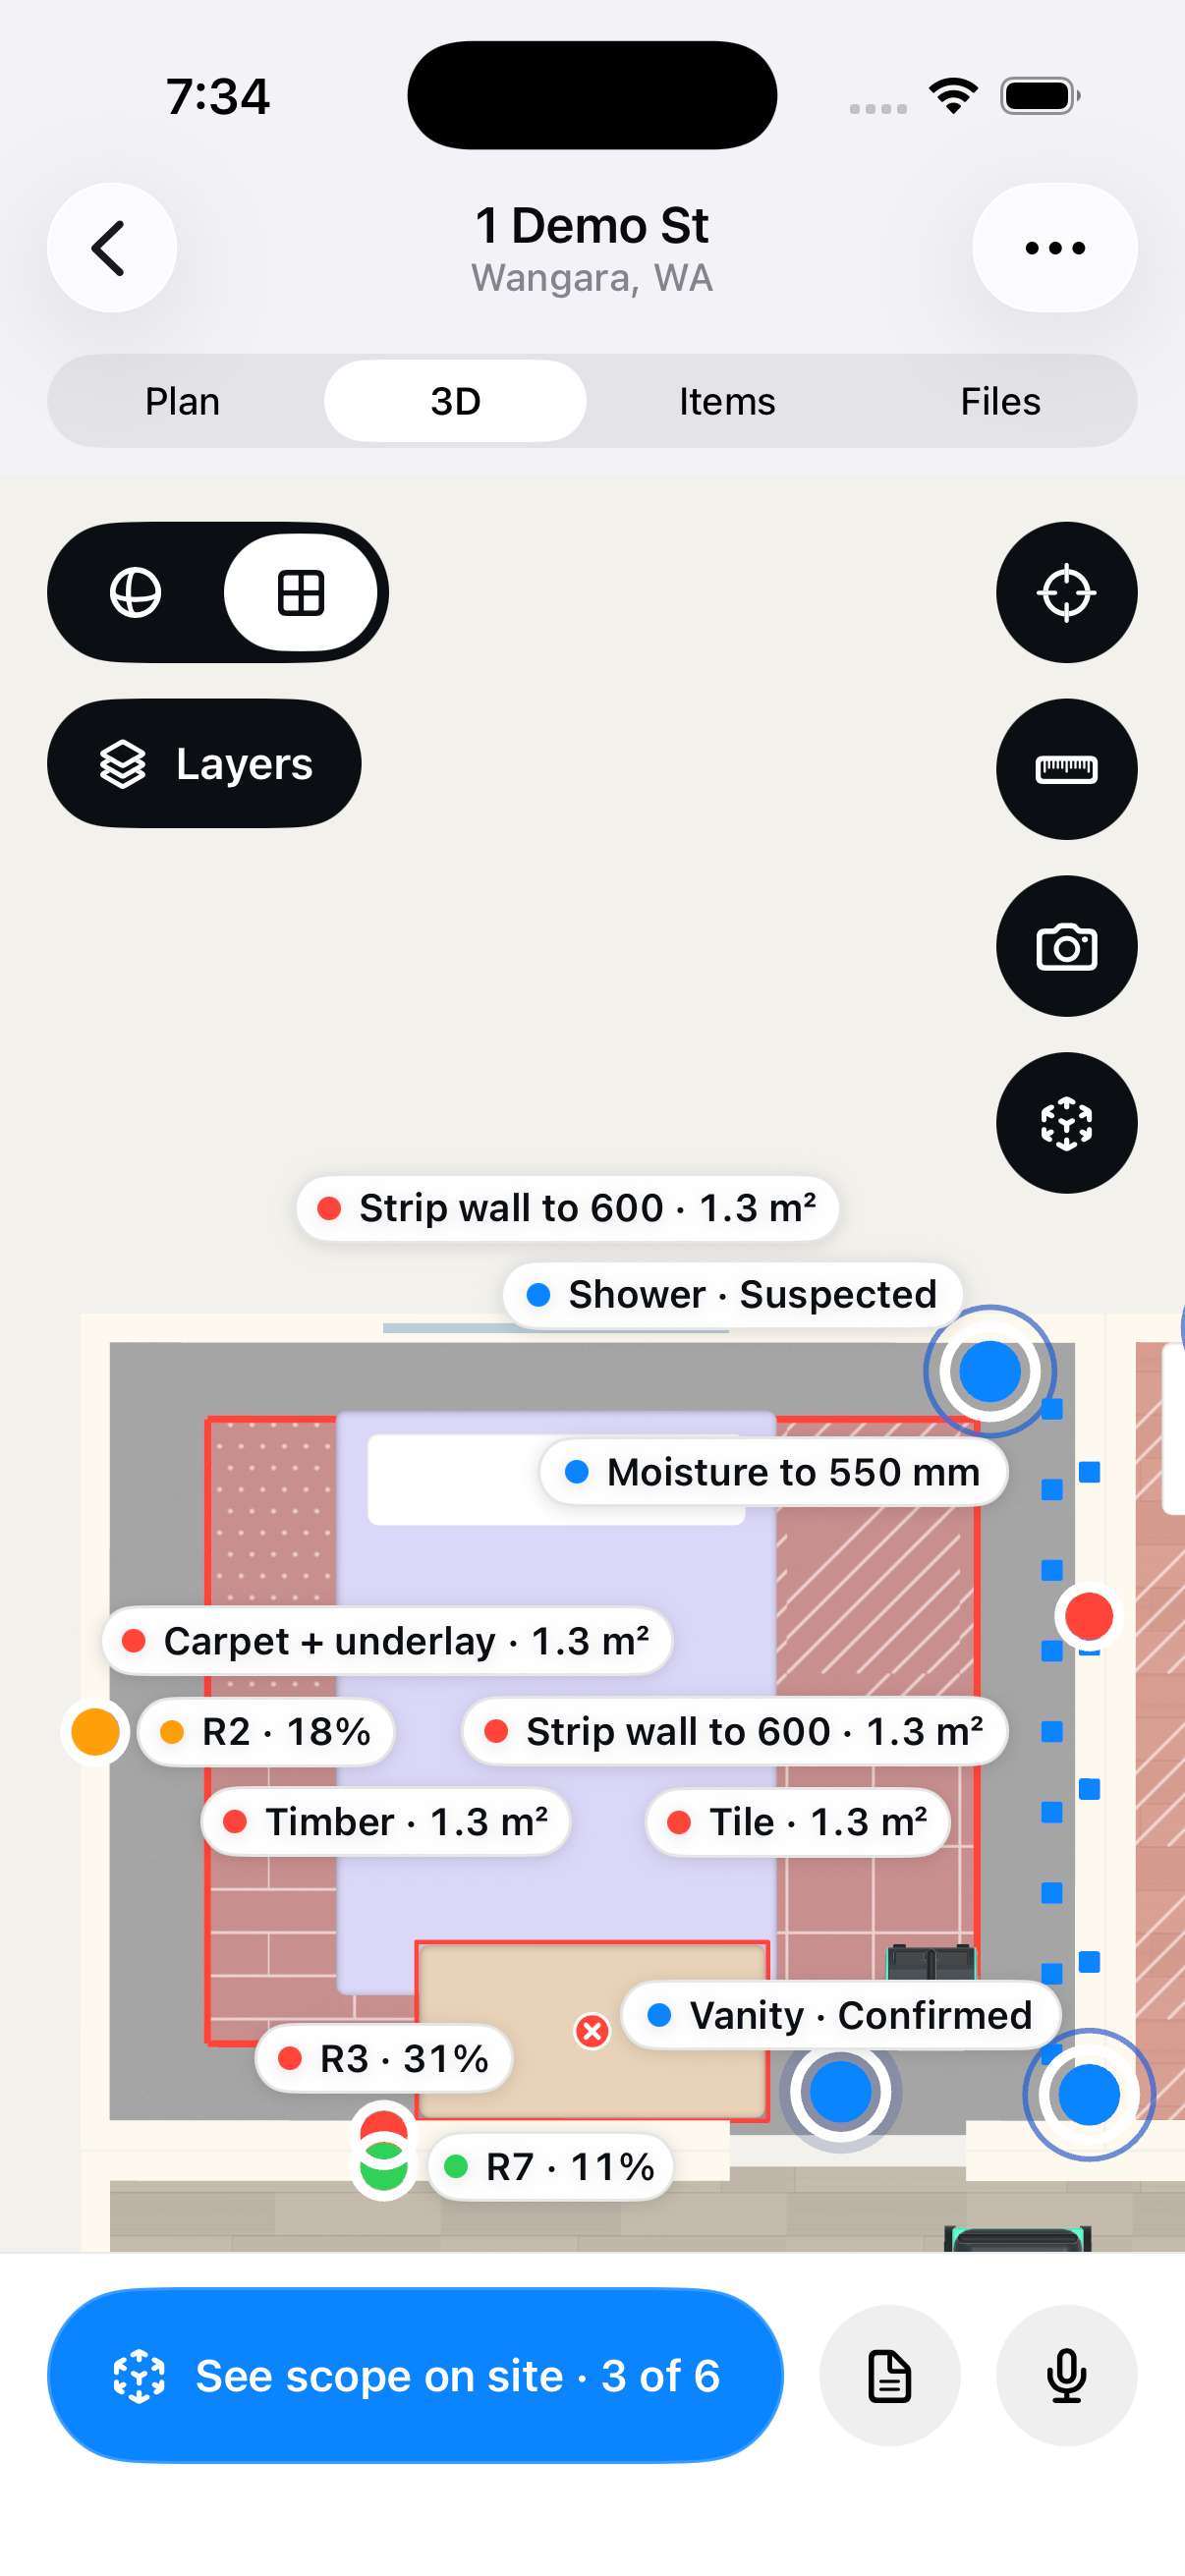 7:34
1 Demo St
Wangara, WA
Plan
3D
Items
Files
Layers
Strip wall to 600 · 1.3 m²
Shower · Suspected
Moisture to 550 mm
Carpet + underlay · 1.3 m²
R2 · 18%
Strip wall to 600 · 1.3 m²
Timber · 1.3 m²
Tile · 1.3 m²
Vanity · Confirmed
R3 · 31%
R7 · 11%
See scope on site · 3 of 6